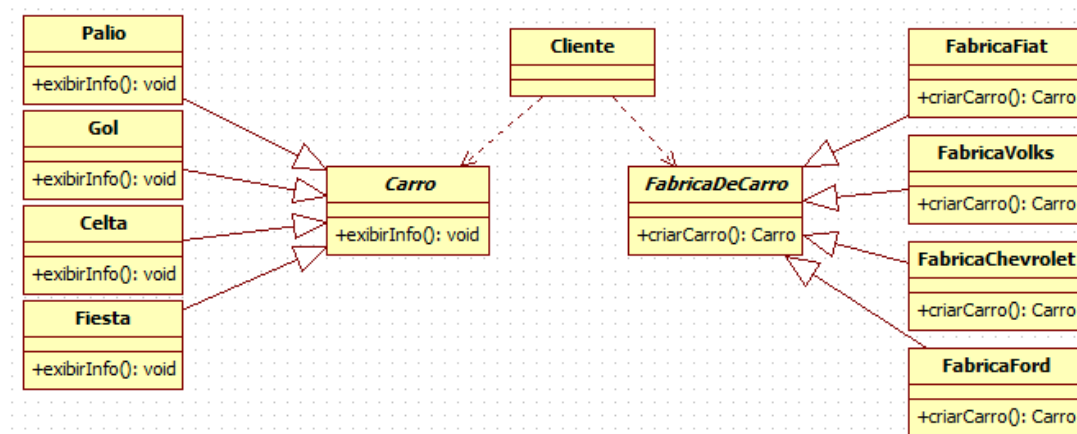 Palio
+exibirInfo(): void
Gol
+exibirInfo(): void
Celta
+exibirInfo(): void
Fiesta
+exibirInfo(): void
Cliente
Carro
+exibirInfo(): void
FabricaDeCarro
+criarCarro(): Carro
FabricaFiat
+criarCarro(): Carro
FabricaVolks
+criarCarro(): Carro
FabricaChevrolet
+criarCarro(): Carro
FabricaFord
+criarCarro(): Carro